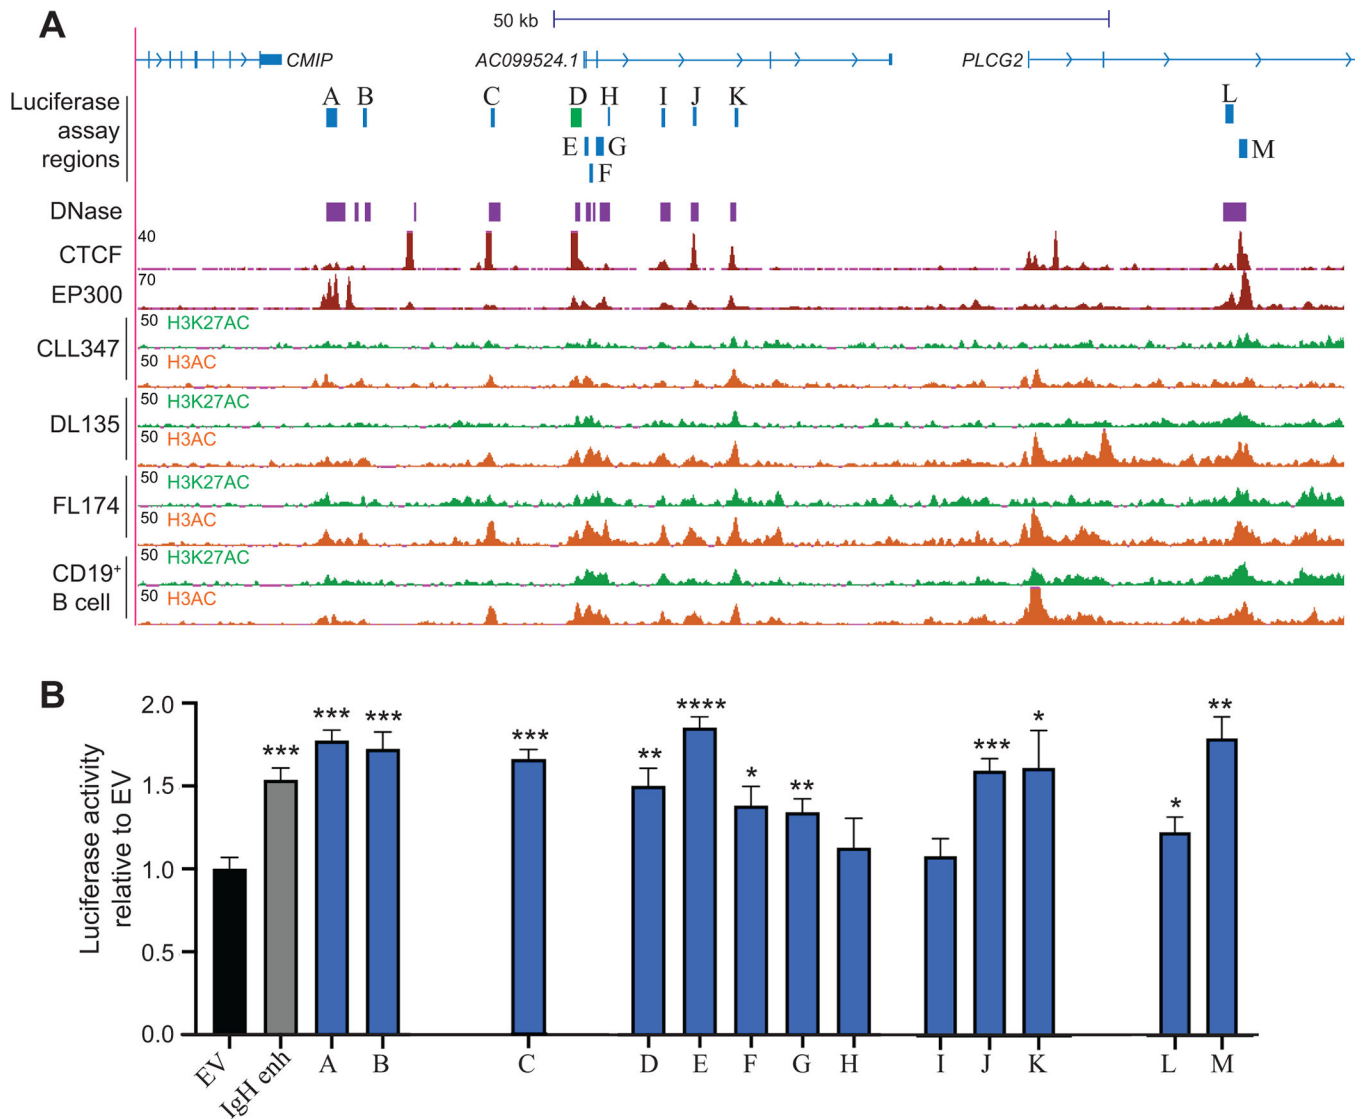 A
50 kb
CMIP
AC099524.1
PLCG2
Luciferase
assay
regions
A B C D H I J K L
E G M
F
DNase
CTCF
40
EP300
70
CLL347
50 H3K27AC
50 H3AC
DL135
50 H3K27AC
50 H3AC
FL174
50 H3K27AC
50 H3AC
CD19+
B cell
50 H3K27AC
50 H3AC
B
Luciferase activity
relative to EV
2.0
1.5
1.0
0.5
0.0
*** *** *** *** ** **** * ** *** * * **
EV IgH enh A B C D E F G H I J K L M